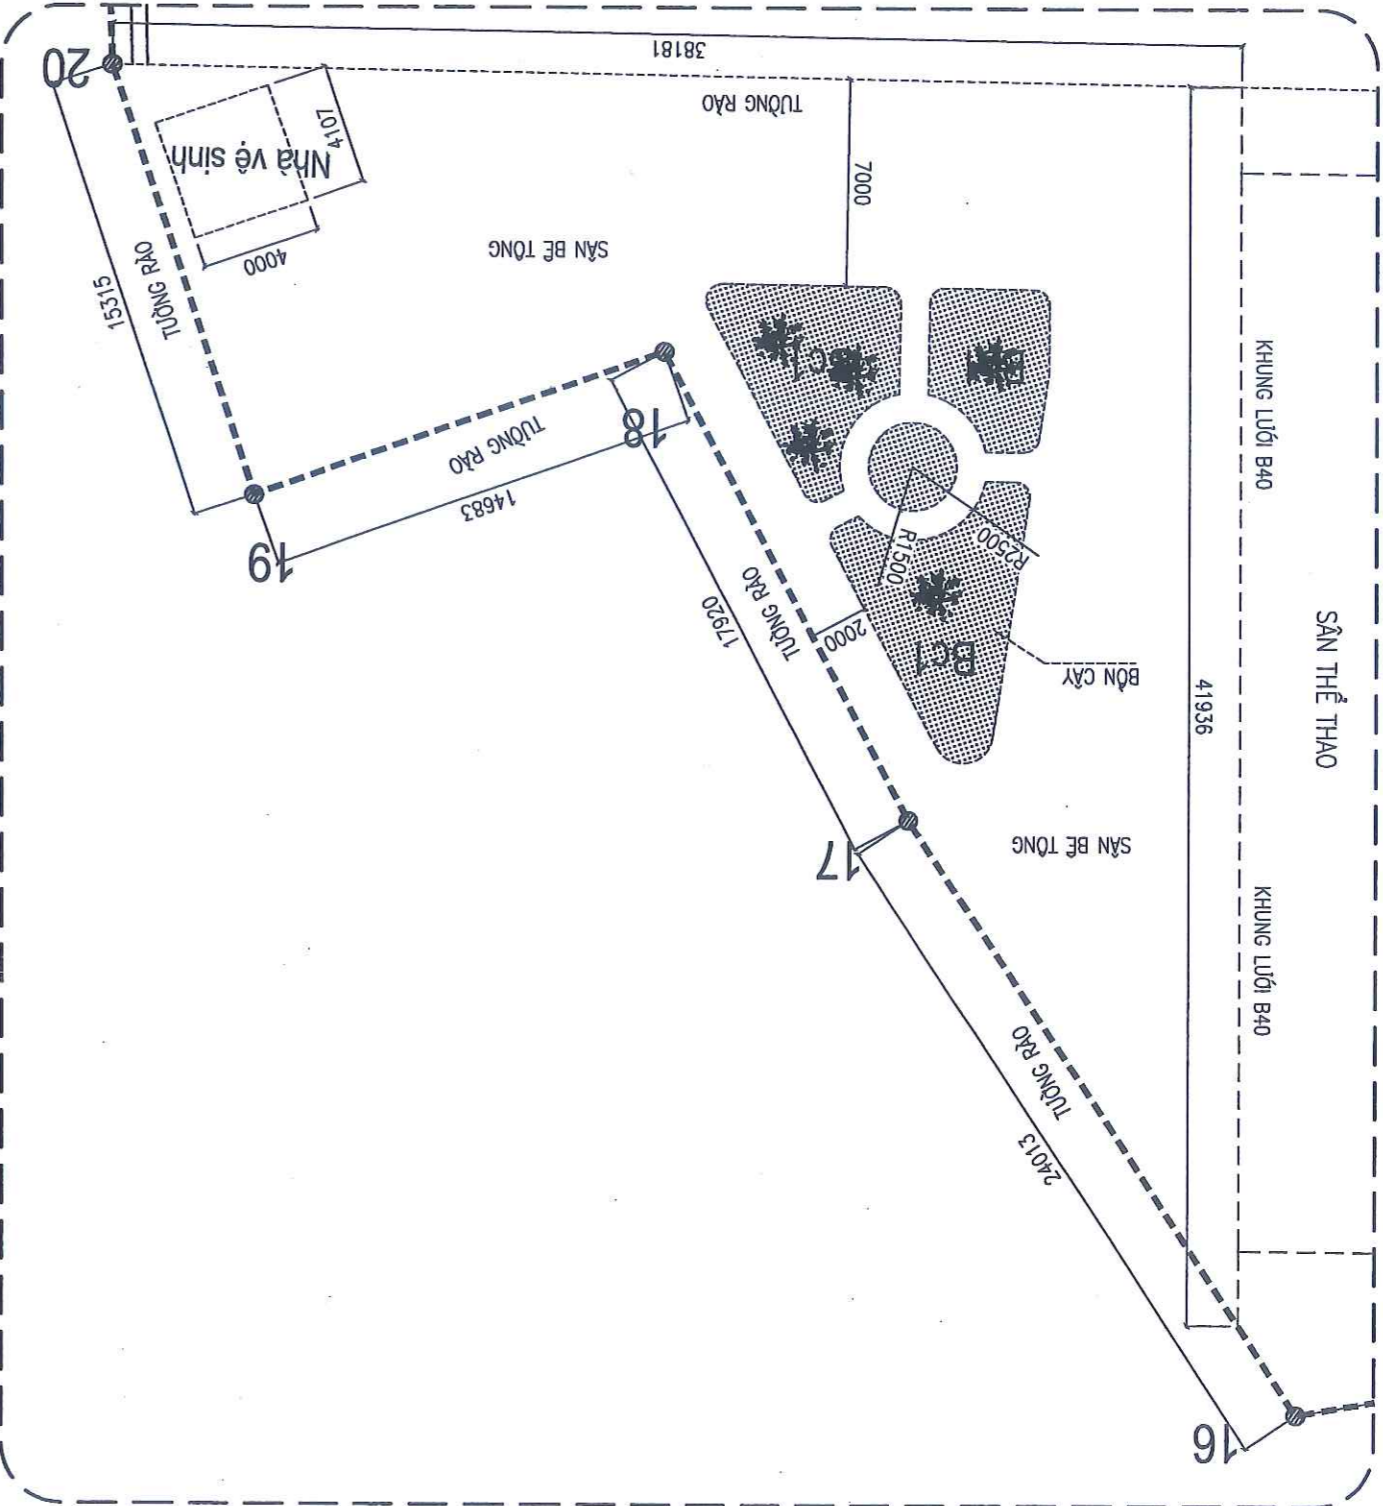 20
38181
TƯỜNG RÀO
4107
Nhà vệ sinh
7000
4000
SÂN BÊ TÔNG
TƯỜNG RÀO
15315
KHUNG LƯỚI B40
BC1
18
TƯỜNG RÀO
14683
19
R1500
R2500
TƯỜNG RÀO
17920
2000
BC1
BỒN CÂY
41936
SÂN THỂ THAO
17
SÂN BÊ TÔNG
KHUNG LƯỚI B40
TƯỜNG RÀO
24013
16